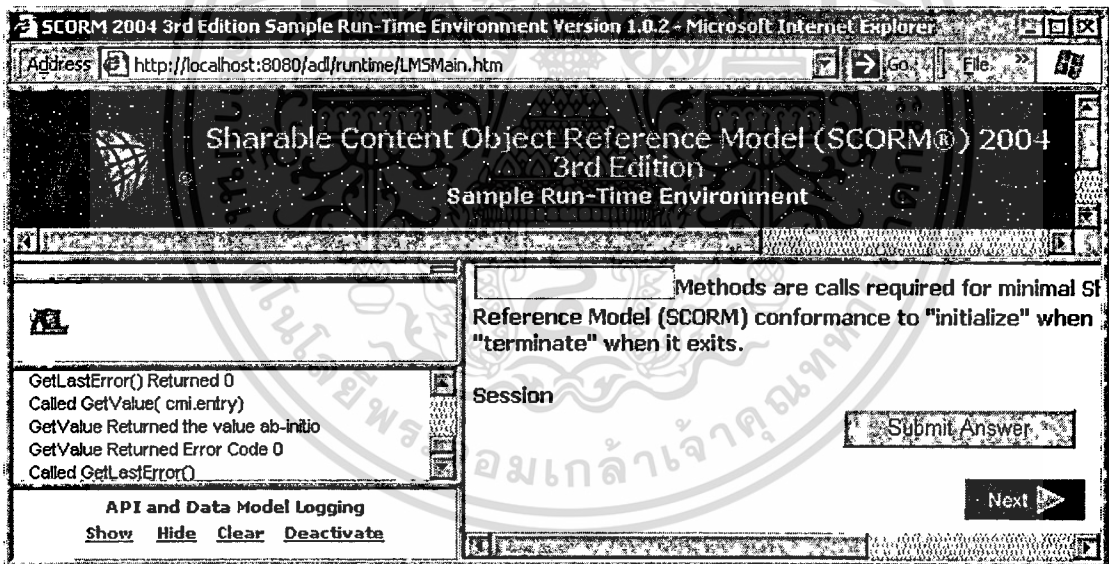 SCORM 2004 3rd Edition Sample Run-Time Environment Version 1.0.2 - Microsoft Internet Explorer
Address http://localhost:8080/adl/runtime/LMSMain.htm Go File »
Sharable Content Object Reference Model (SCORM®) 2004
3rd Edition
Sample Run-Time Environment
GetLastError() Returned 0
Called GetValue( cmi.entry)
GetValue Returned the value ab-initio
GetValue Returned Error Code 0
Called GetLastError()
API and Data Model Logging
Show Hide Clear Deactivate
Methods are calls required for minimal S
Reference Model (SCORM) conformance to "initialize" when
"terminate" when it exits.
Session
Submit Answer
Next